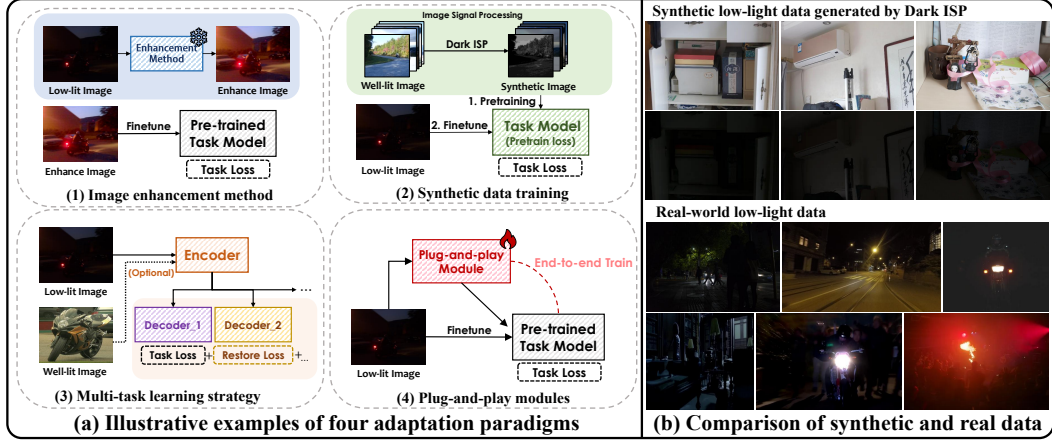 Enhancement
Method
Low-lit Image
Enhance Image
Finetune
Pre-trained
Task Model
Enhance Image
Task Loss
(1) Image enhancement method
Image Signal Processing
Dark ISP
Well-lit Image
Synthetic Image
1. Pretraining
2. Finetune
Task Model
(Pretrain loss)
Low-lit Image
Task Loss
(2) Synthetic data training
Encoder
(Optional)
Low-lit Image
...
Decoder_1
Decoder_2
Task Loss
+
Restore Loss
+...
Well-lit Image
(3) Multi-task learning strategy
Plug-and-play
Module
End-to-end Train
Finetune
Pre-trained
Task Model
Low-lit Image
Task Loss
(4) Plug-and-play modules
(a) Illustrative examples of four adaptation paradigms
Synthetic low-light data generated by Dark ISP
Real-world low-light data
(b) Comparison of synthetic and real data